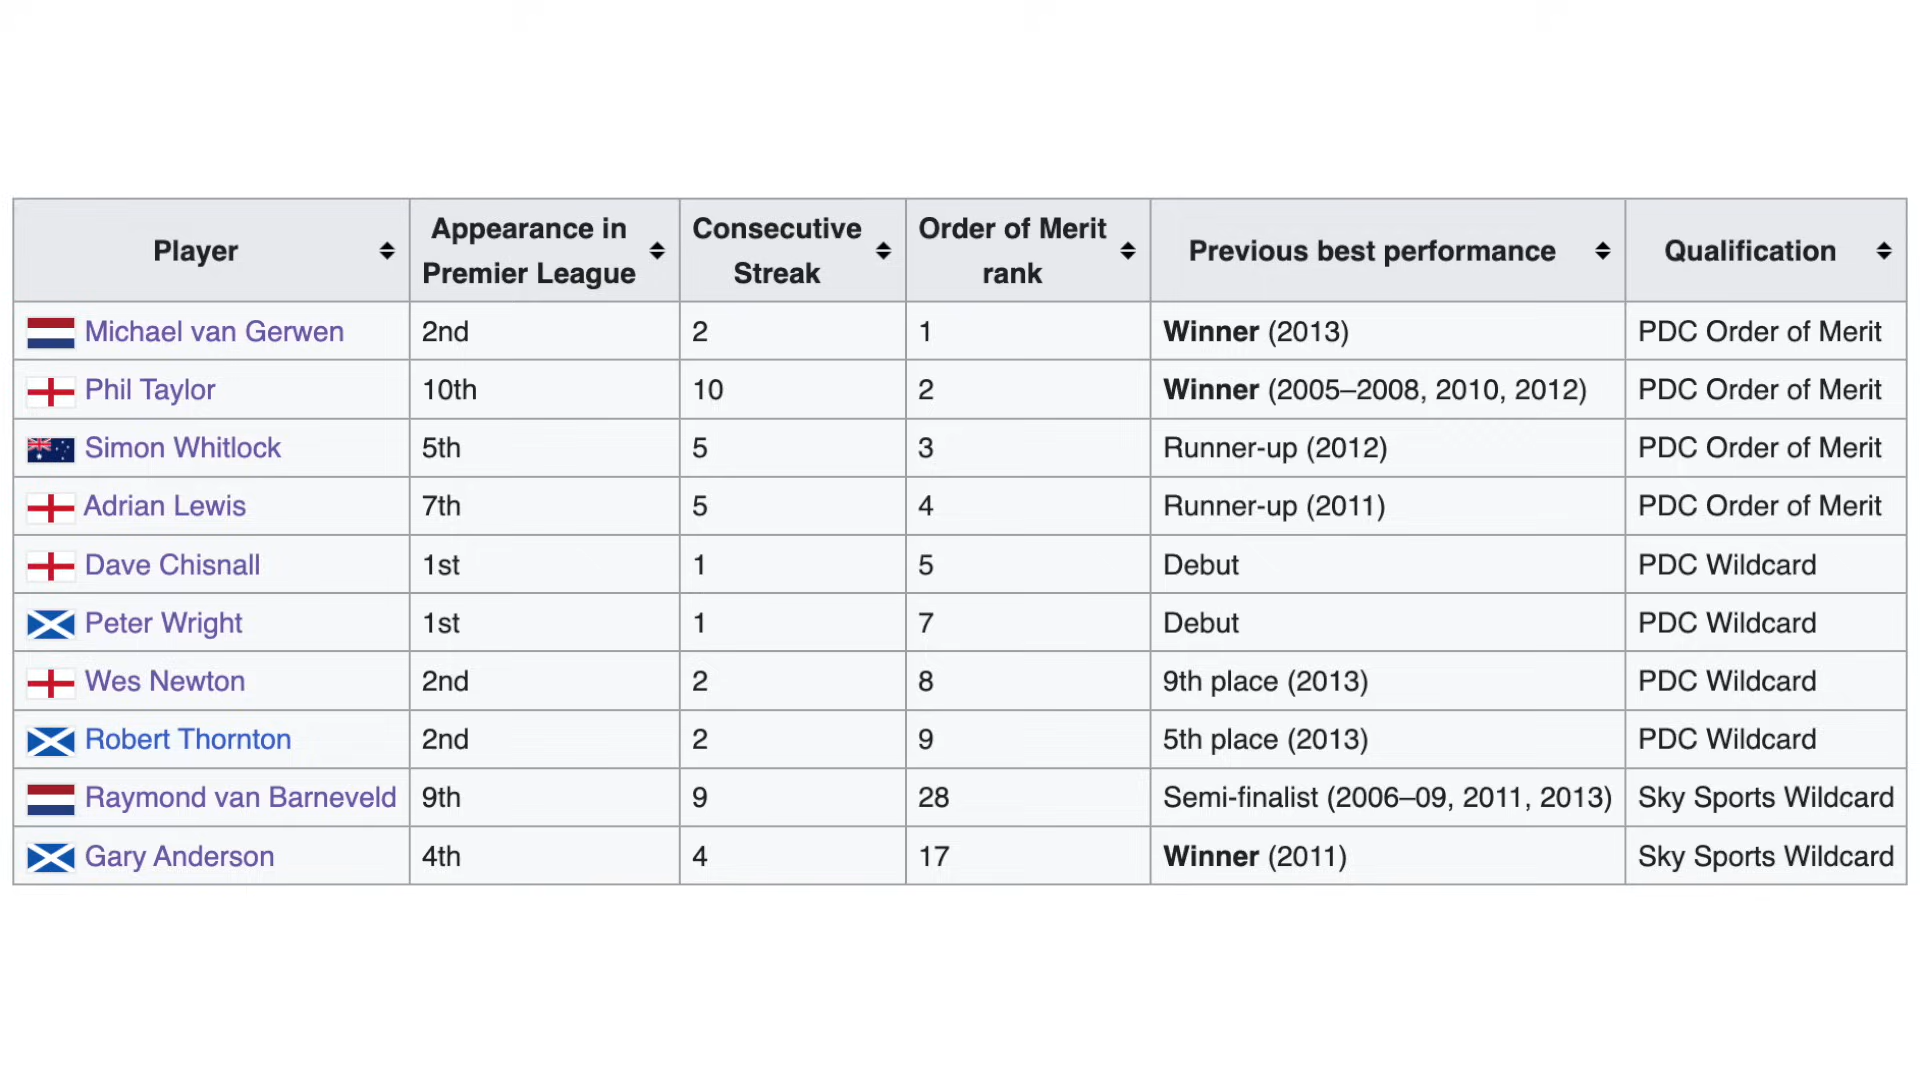 Player Appearance in Premier League Consecutive Streak Order of Merit rank Previous best performance Qualification
Michael van Gerwen 2nd 2 1 Winner (2013) PDC Order of Merit
Phil Taylor 10th 10 2 Winner (2005–2008, 2010, 2012) PDC Order of Merit
Simon Whitlock 5th 5 3 Runner-up (2012) PDC Order of Merit
Adrian Lewis 7th 5 4 Runner-up (2011) PDC Order of Merit
Dave Chisnall 1st 1 5 Debut PDC Wildcard
Peter Wright 1st 1 7 Debut PDC Wildcard
Wes Newton 2nd 2 8 9th place (2013) PDC Wildcard
Robert Thornton 2nd 2 9 5th place (2013) PDC Wildcard
Raymond van Barneveld 9th 9 28 Semi-finalist (2006–09, 2011, 2013) Sky Sports Wildcard
Gary Anderson 4th 4 17 Winner (2011) Sky Sports Wildcard